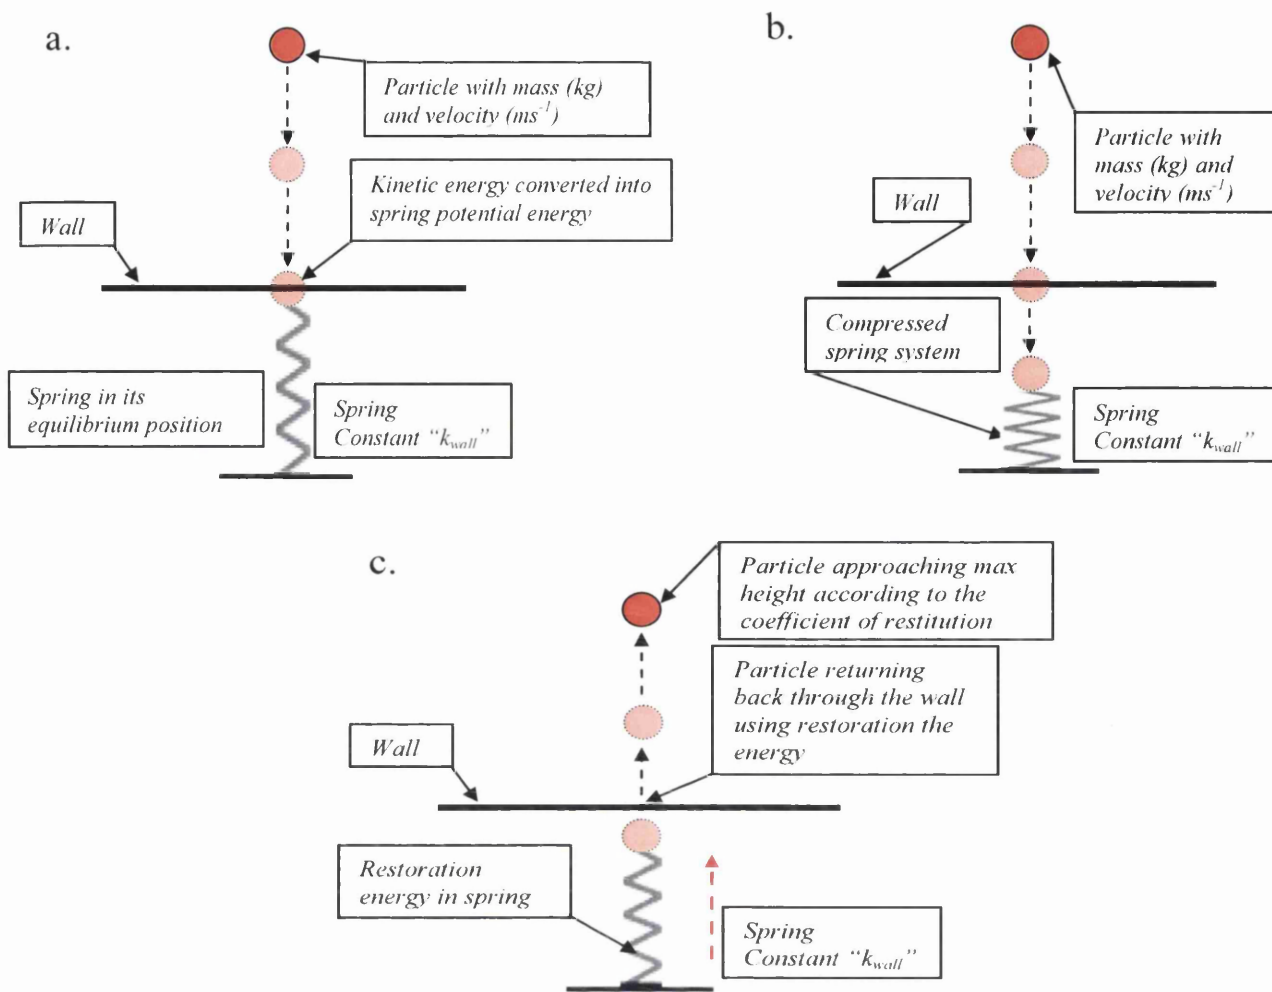 a.
Particle with mass (kg)
and velocity (ms⁻¹)
Kinetic energy converted into
spring potential energy
Wall
Spring in its
equilibrium position
Spring
Constant “k_wall”
b.
Particle with
mass (kg) and
velocity (ms⁻¹)
Wall
Compressed
spring system
Spring
Constant “k_wall”
c.
Particle approaching max
height according to the
coefficient of restitution
Particle returning
back through the wall
using restoration the
energy
Wall
Restoration
energy in spring
Spring
Constant “k_wall”